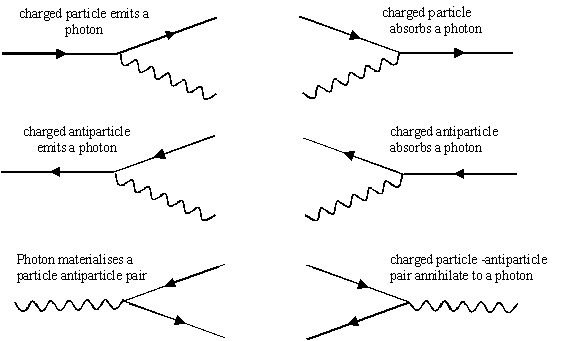 charged particle emits a
photon
charged particle
absorbs a photon
charged antiparticle
emits a photon
charged antiparticle
absorbs a photon
Photon materialises a
particle antiparticle pair
charged particle -antiparticle
pair annihilate to a photon